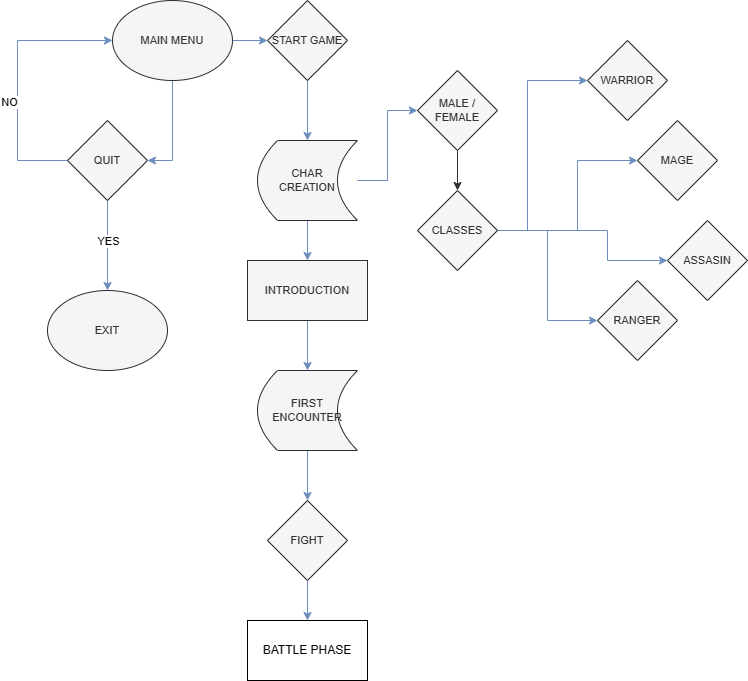 MAIN MENU
START GAME
NO
QUIT
YES
EXIT
CHAR
CREATION
MALE /
FEMALE
CLASSES
WARRIOR
MAGE
ASSASIN
RANGER
INTRODUCTION
FIRST
ENCOUNTER
FIGHT
BATTLE PHASE